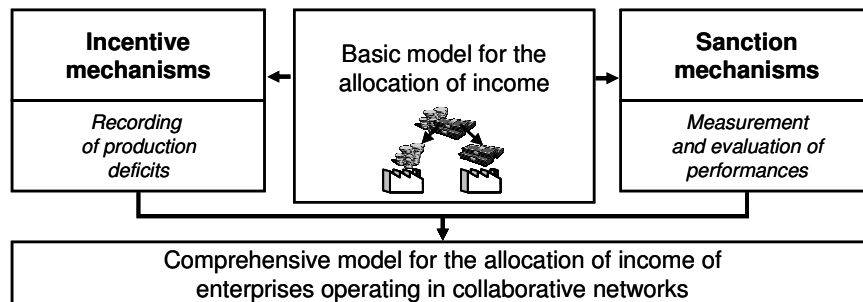 Incentive
mechanisms
Recording
of production
deficits
Basic model for the
allocation of income
Sanction
mechanisms
Measurement
and evaluation of
performances
Comprehensive model for the allocation of income of
enterprises operating in collaborative networks